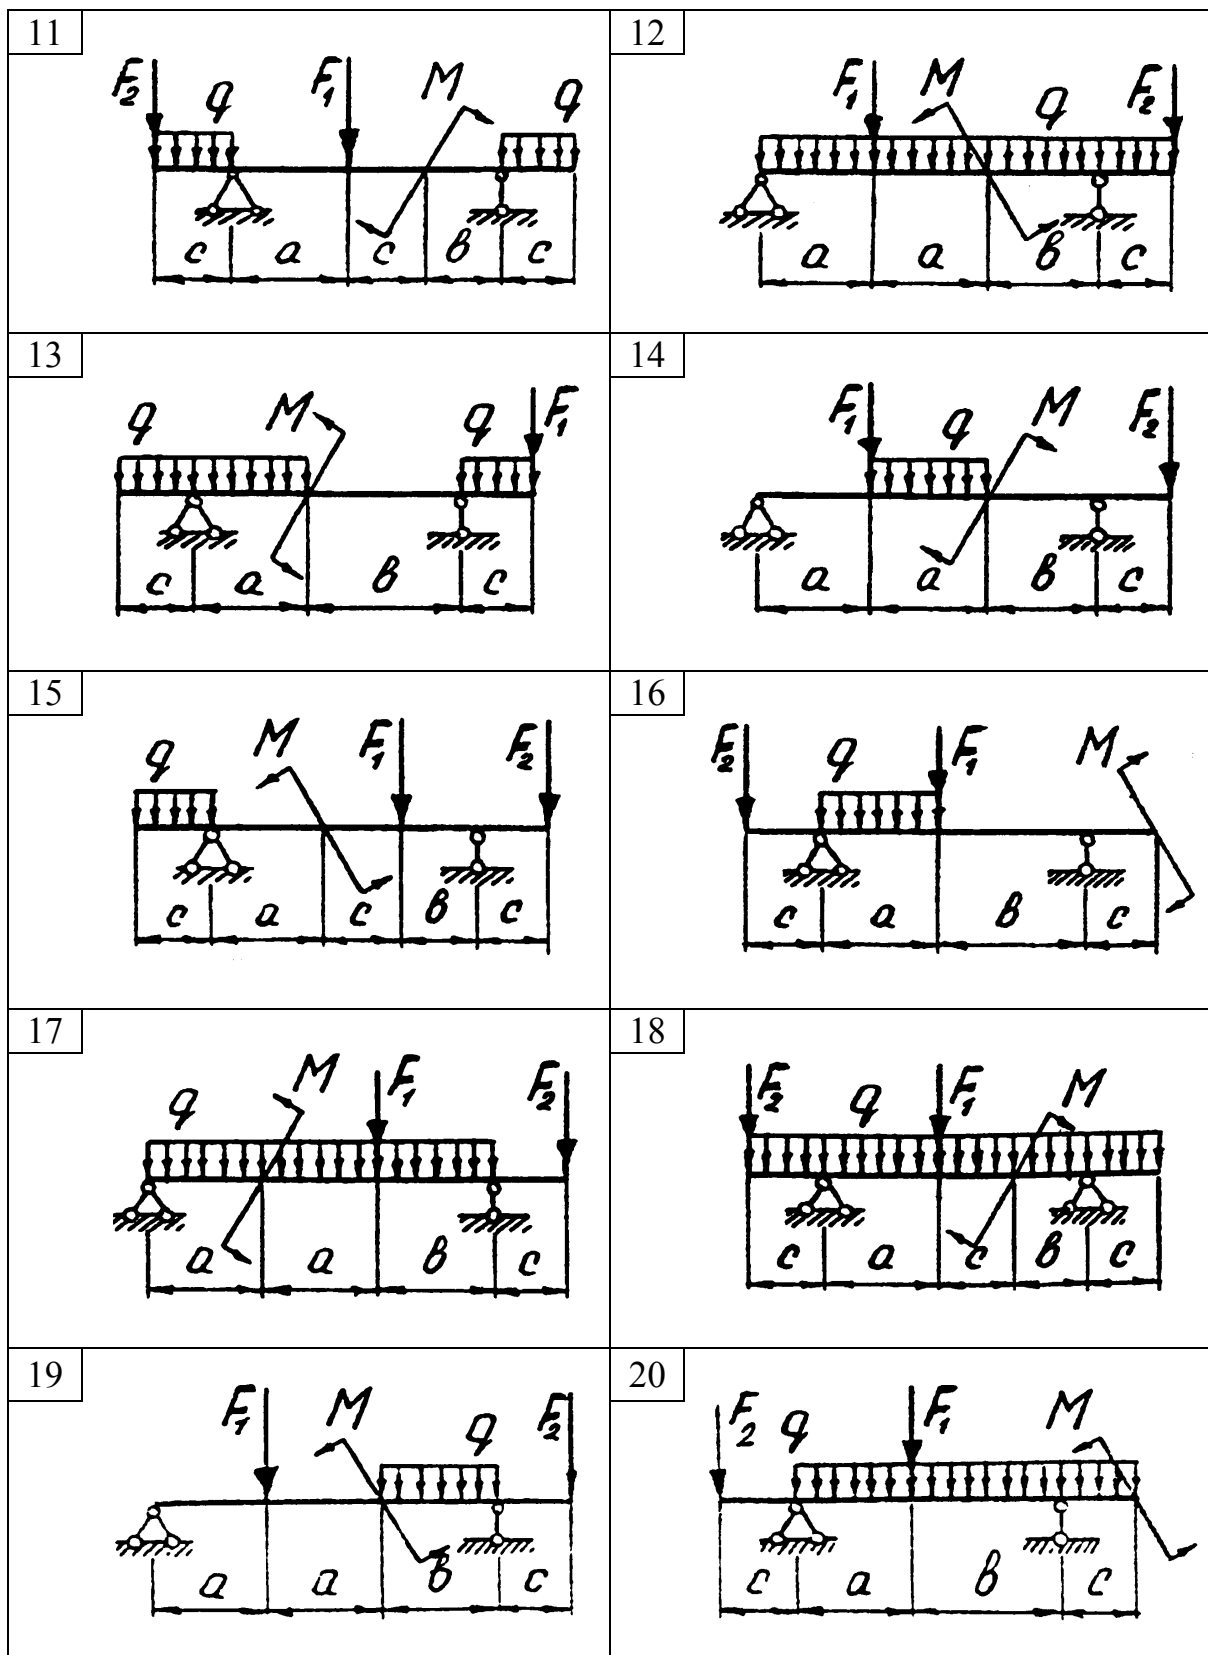 11
F₂ q F₁ M q
c a c в c
12
F₁ M q F₂
a a в c
13
q M q F₁
c a в c
14
F₁ q M F₂
a a в c
15
q M F₁ F₂
c a c в c
16
F₂ q F₁ M
c a в c
17
q M F₁ F₂
a a в c
18
F₂ q F₁ M
c a c в c
19
F₁ M q F₂
a a в c
20
F₂ q F₁ M
c a в c